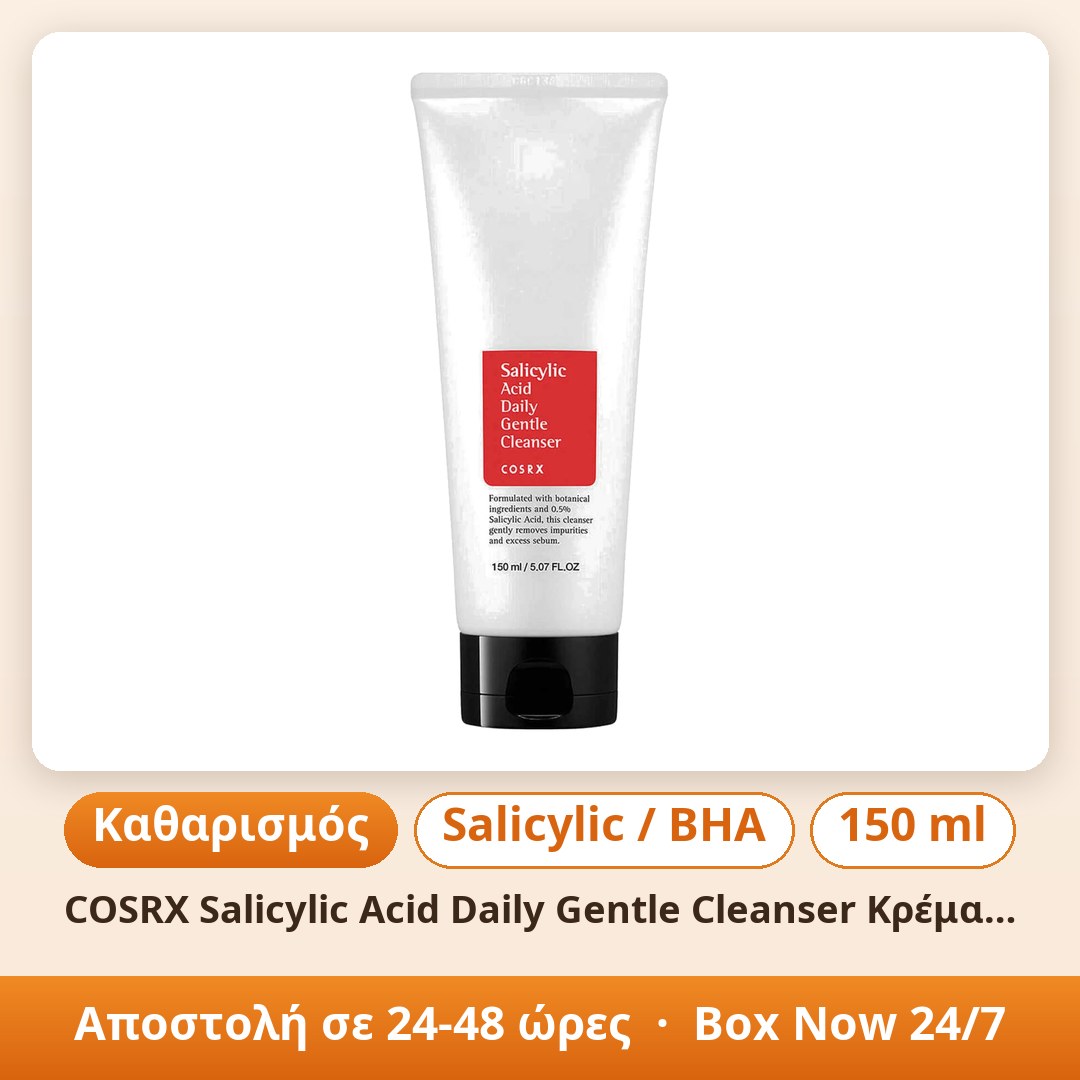 Salicylic
Acid
Daily
Gentle
Cleanser
COSRX
Formulated with botanical
ingredients and 0.5%
Salicylic Acid, this cleanser
gently removes impurities
and excess sebum.
150 ml / 5.07 FL.OZ
Καθαρισμός Salicylic / BHA 150 ml
COSRX Salicylic Acid Daily Gentle Cleanser Κρέμα...
Αποστολή σε 24-48 ώρες · Box Now 24/7